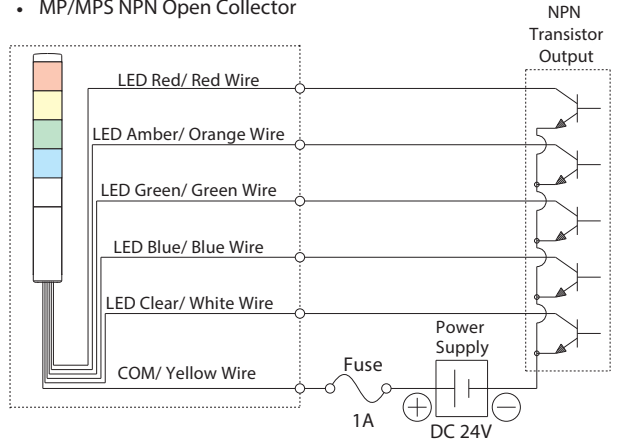 • MP/MPS NPN Open Collector
NPN
Transistor
Output
LED Red/ Red Wire
LED Amber/ Orange Wire
LED Green/ Green Wire
LED Blue/ Blue Wire
LED Clear/ White Wire
COM/ Yellow Wire
Fuse
1A
Power
Supply
DC 24V